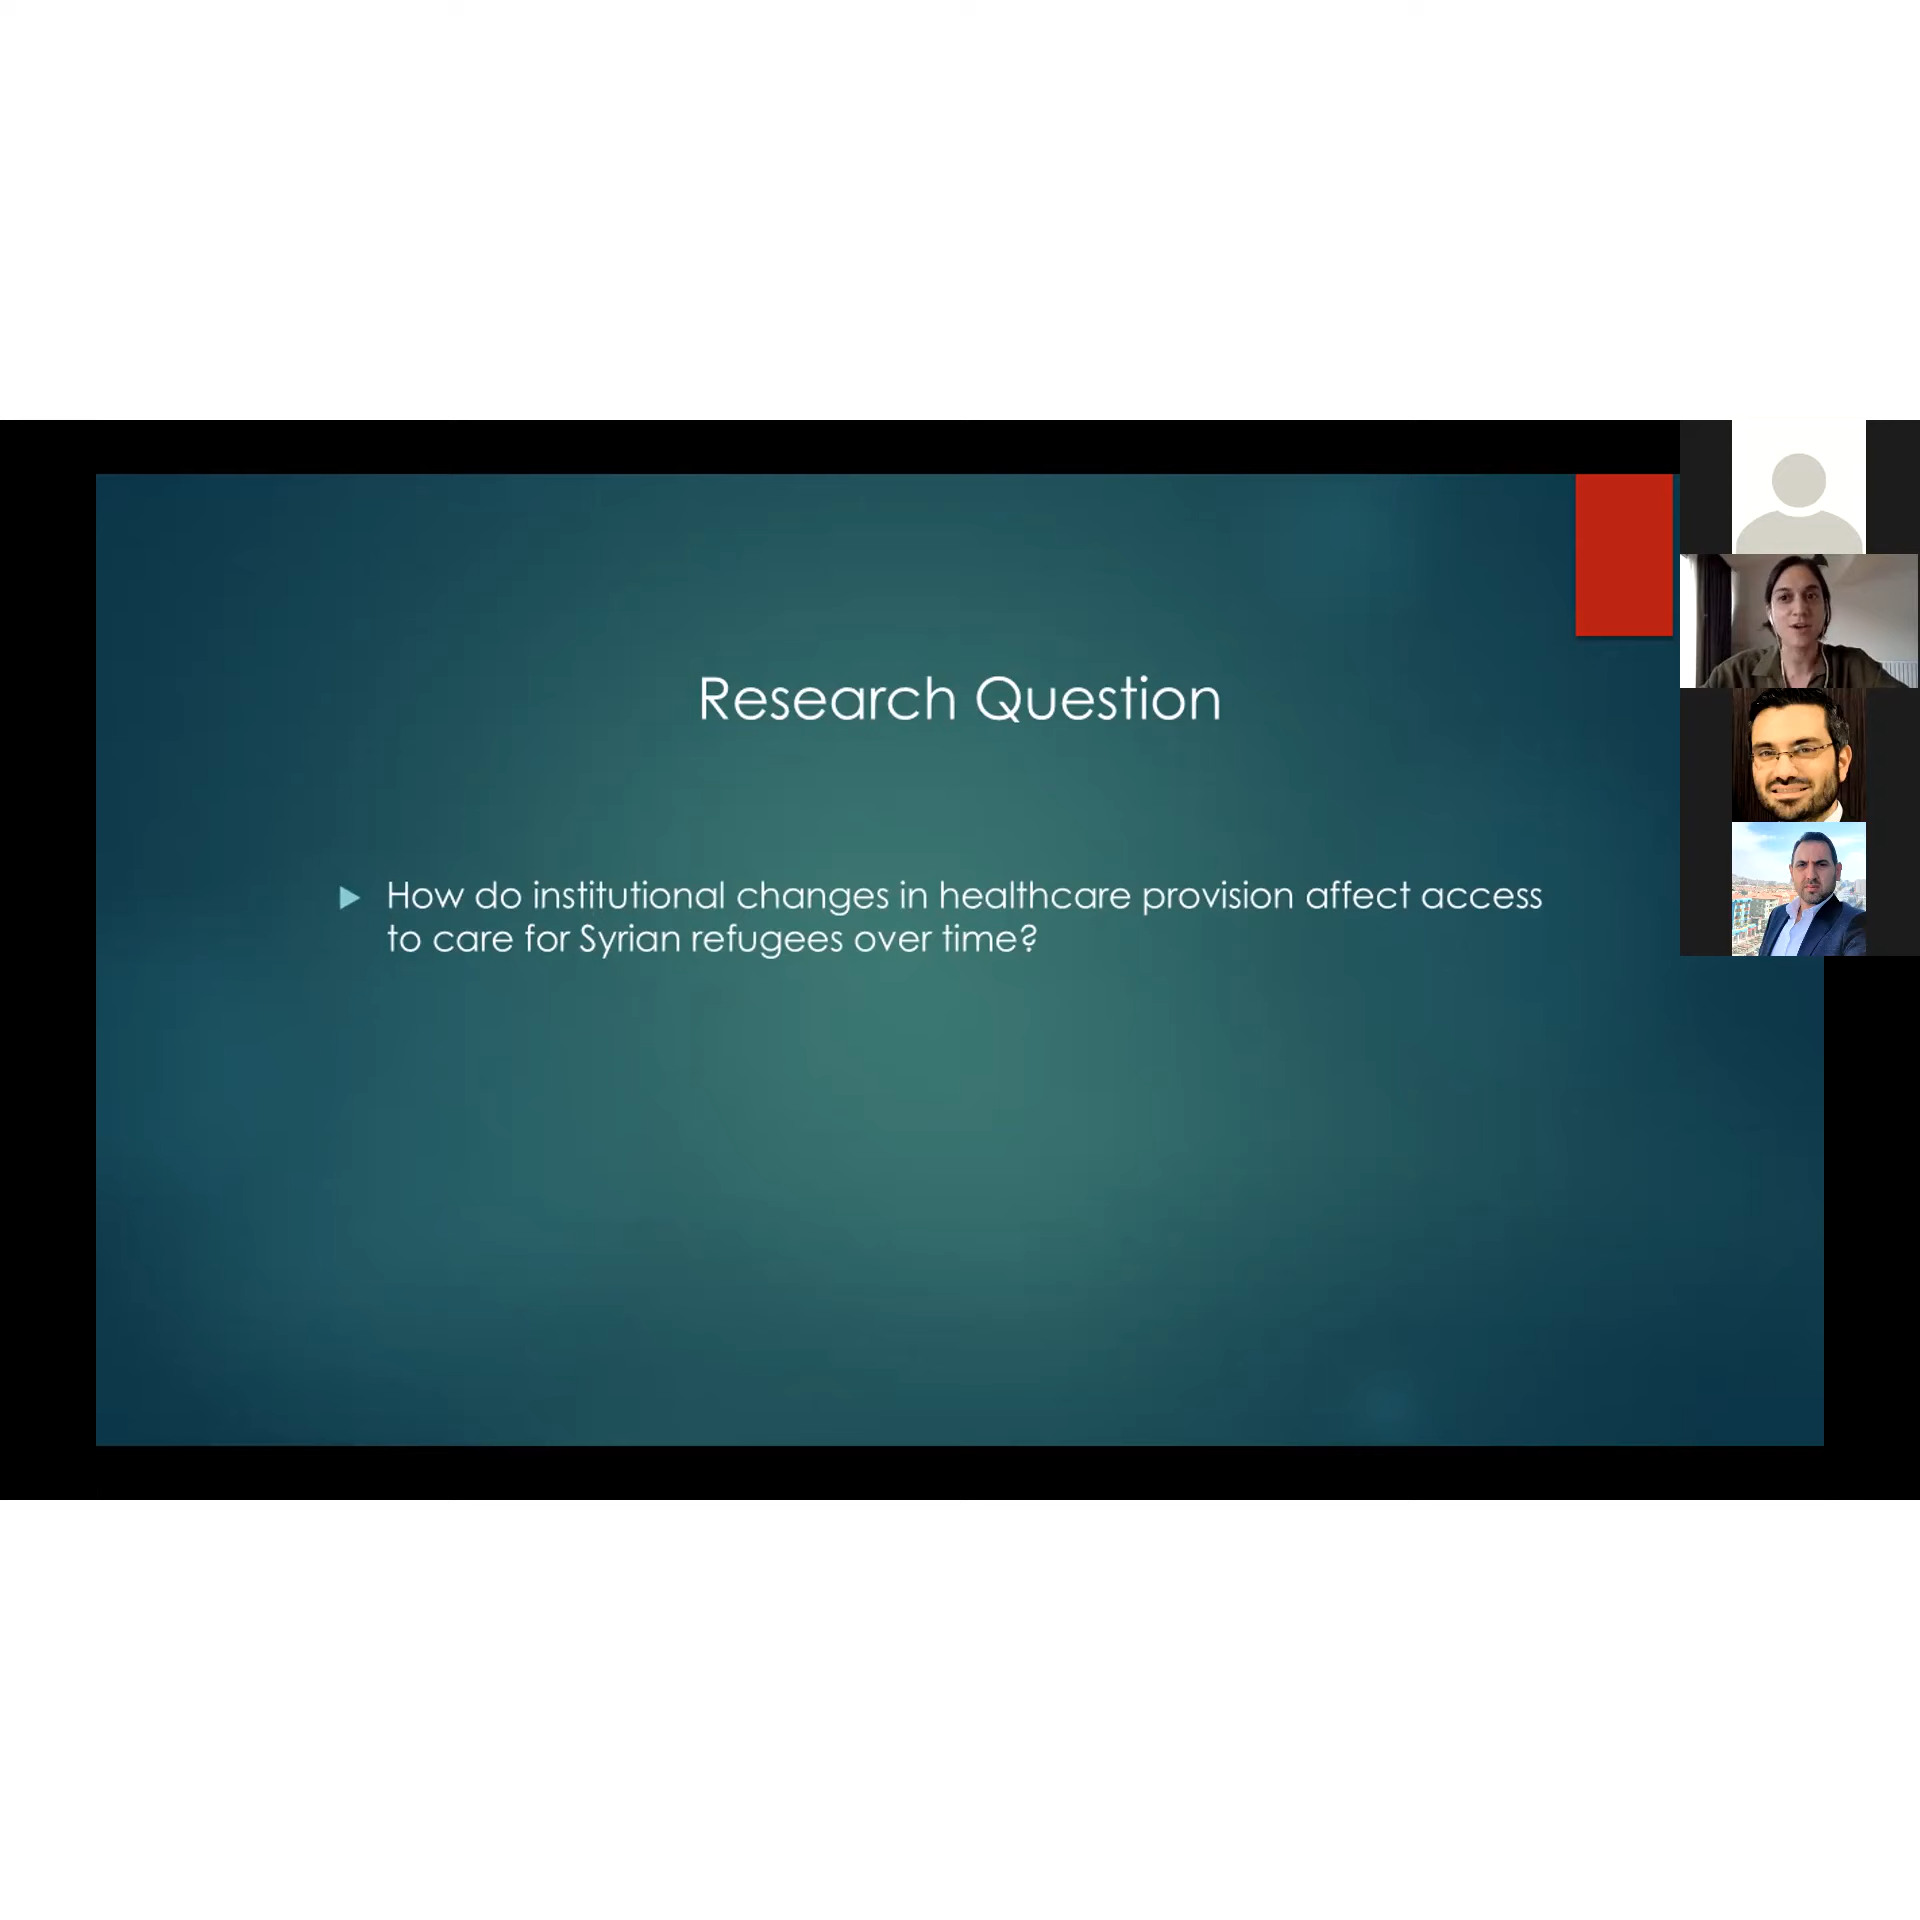 Research Question
How do institutional changes in healthcare provision affect access
to care for Syrian refugees over time?